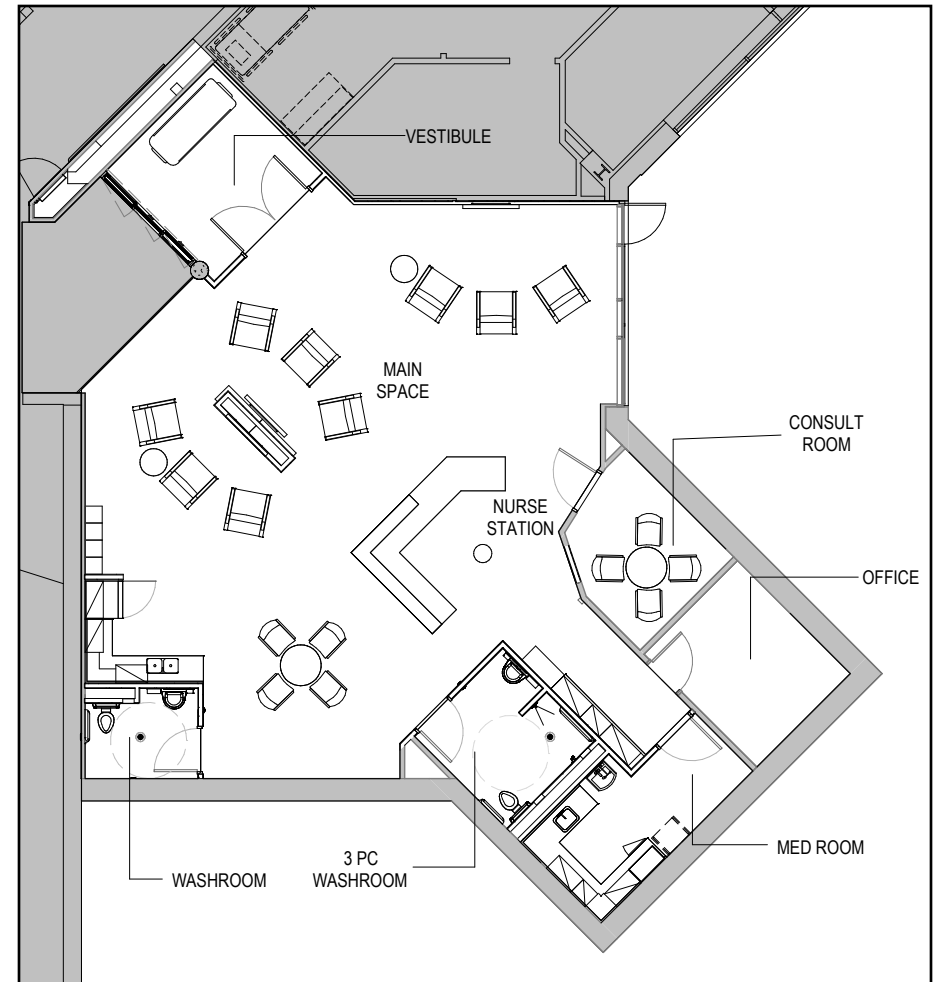 VESTIBULE
MAIN
SPACE
CONSULT
ROOM
NURSE
STATION
OFFICE
MED ROOM
3 PC
WASHROOM
WASHROOM